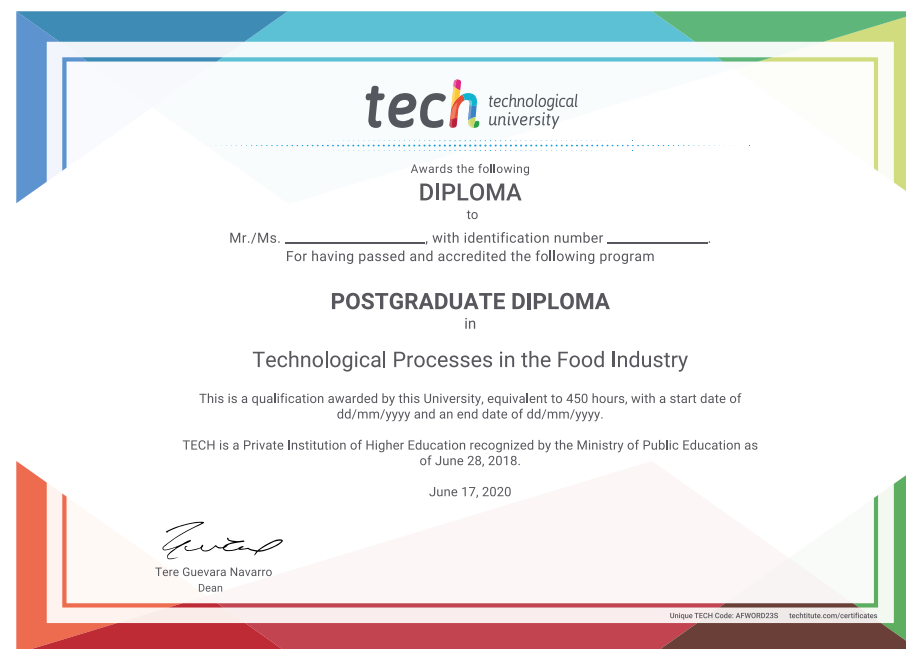 tech technological
university
Awards the following
DIPLOMA
to
Mr./Ms. ____________________, with identification number ______________.
For having passed and accredited the following program
POSTGRADUATE DIPLOMA
in
Technological Processes in the Food Industry
This is a qualification awarded by this University, equivalent to 450 hours, with a start date of
dd/mm/yyyy and an end date of dd/mm/yyyy.
TECH is a Private Institution of Higher Education recognized by the Ministry of Public Education as
of June 28, 2018.
June 17, 2020
Tere Guevara Navarro
Dean
Unique TECH Code: AFWORD23S techtitute.com/certificates